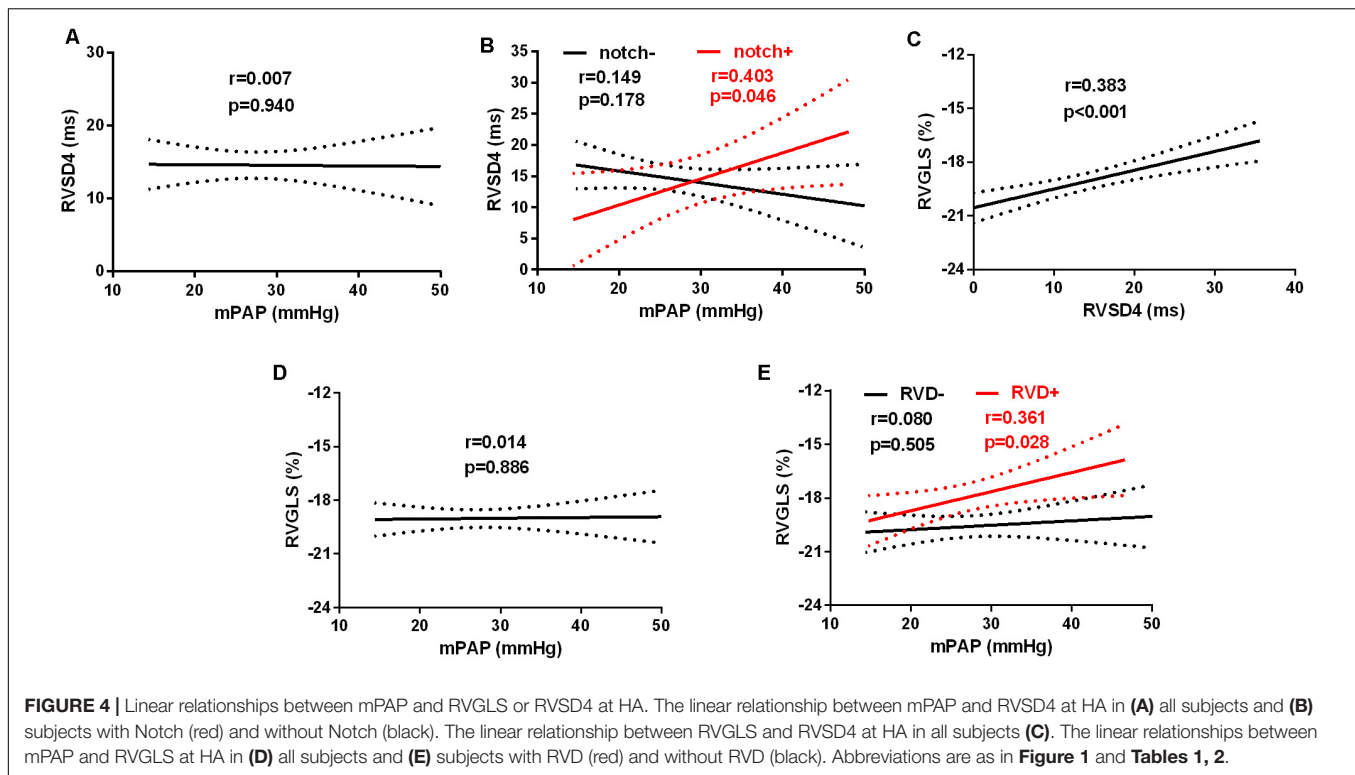 A
30
20
10
0
RVSD4 (ms)
r=0.007
p=0.940
10 20 30 40 50
mPAP (mmHg)
B
35
30
25
20
15
10
5
0
RVSD4 (ms)
notch- notch+
r=0.149 r=0.403
p=0.178 p=0.046
10 20 30 40 50
mPAP (mmHg)
C
-12
-15
-18
-21
-24
RVGLS (%)
r=0.383
p<0.001
0 10 20 30 40
RVSD4 (ms)
D
-12
-15
-18
-21
-24
RVGLS (%)
r=0.014
p=0.886
10 20 30 40 50
mPAP (mmHg)
E
-12
-15
-18
-21
-24
RVGLS (%)
RVD- RVD+
r=0.080 r=0.361
p=0.505 p=0.028
10 20 30 40 50
mPAP (mmHg)
FIGURE 4 | Linear relationships between mPAP and RVGLS or RVSD4 at HA. The linear relationship between mPAP and RVSD4 at HA in (A) all subjects and (B)
subjects with Notch (red) and without Notch (black). The linear relationship between RVGLS and RVSD4 at HA in all subjects (C). The linear relationships between
mPAP and RVGLS at HA in (D) all subjects and (E) subjects with RVD (red) and without RVD (black). Abbreviations are as in Figure 1 and Tables 1, 2.